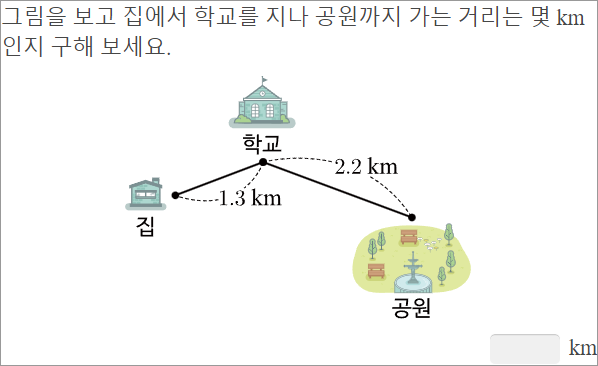 그림을 보고 집에서 학교를 지나 공원까지 가는 거리는 몇 km
인지 구해 보세요.
학교
2.2 km
1.3 km
집
공원
km